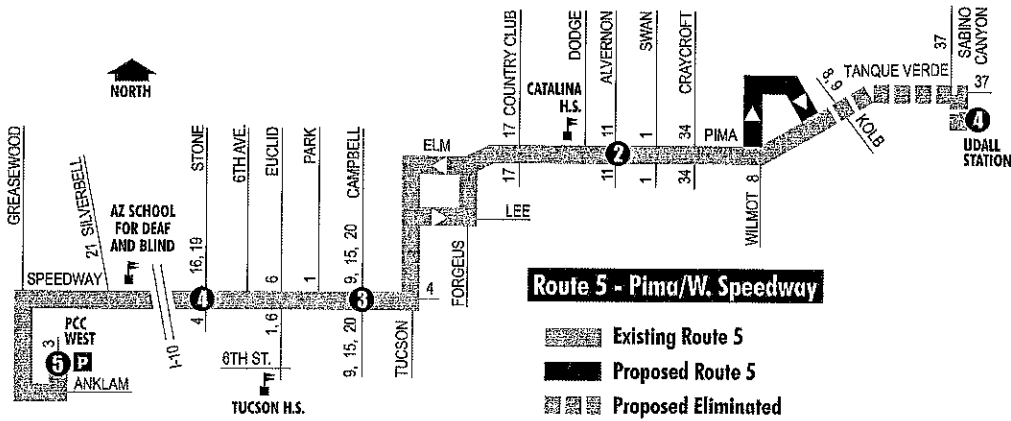 NORTH
GREASEWOOD
21 SILVERBELL
AZ SCHOOL
FOR DEAF
AND BLIND
STONE
16, 19
6TH AVE.
EUCLID
6
PARK
1
CAMPBELL
9, 15, 20
ELM
LEE
17 COUNTRY CLUB
17
CATALINA
H.S.
DODGE
ALVERNON
11
11
SWAN
1
1
CRAYCROFT
34
34
PIMA
2
WILMOT 8
8, 9
KOLB
TANQUE VERDE
37
SABINO
CANYON
37
4
UDALL
STATION
SPEEDWAY
4
3
4
FORGEUS
TUCSON
PCC
WEST
3
5
P
ANKLAM
I-10
4
1, 6
6TH ST.
TUCSON H.S.
9, 15, 20
Route 5 - Pima/W. Speedway
Existing Route 5
Proposed Route 5
Proposed Eliminated